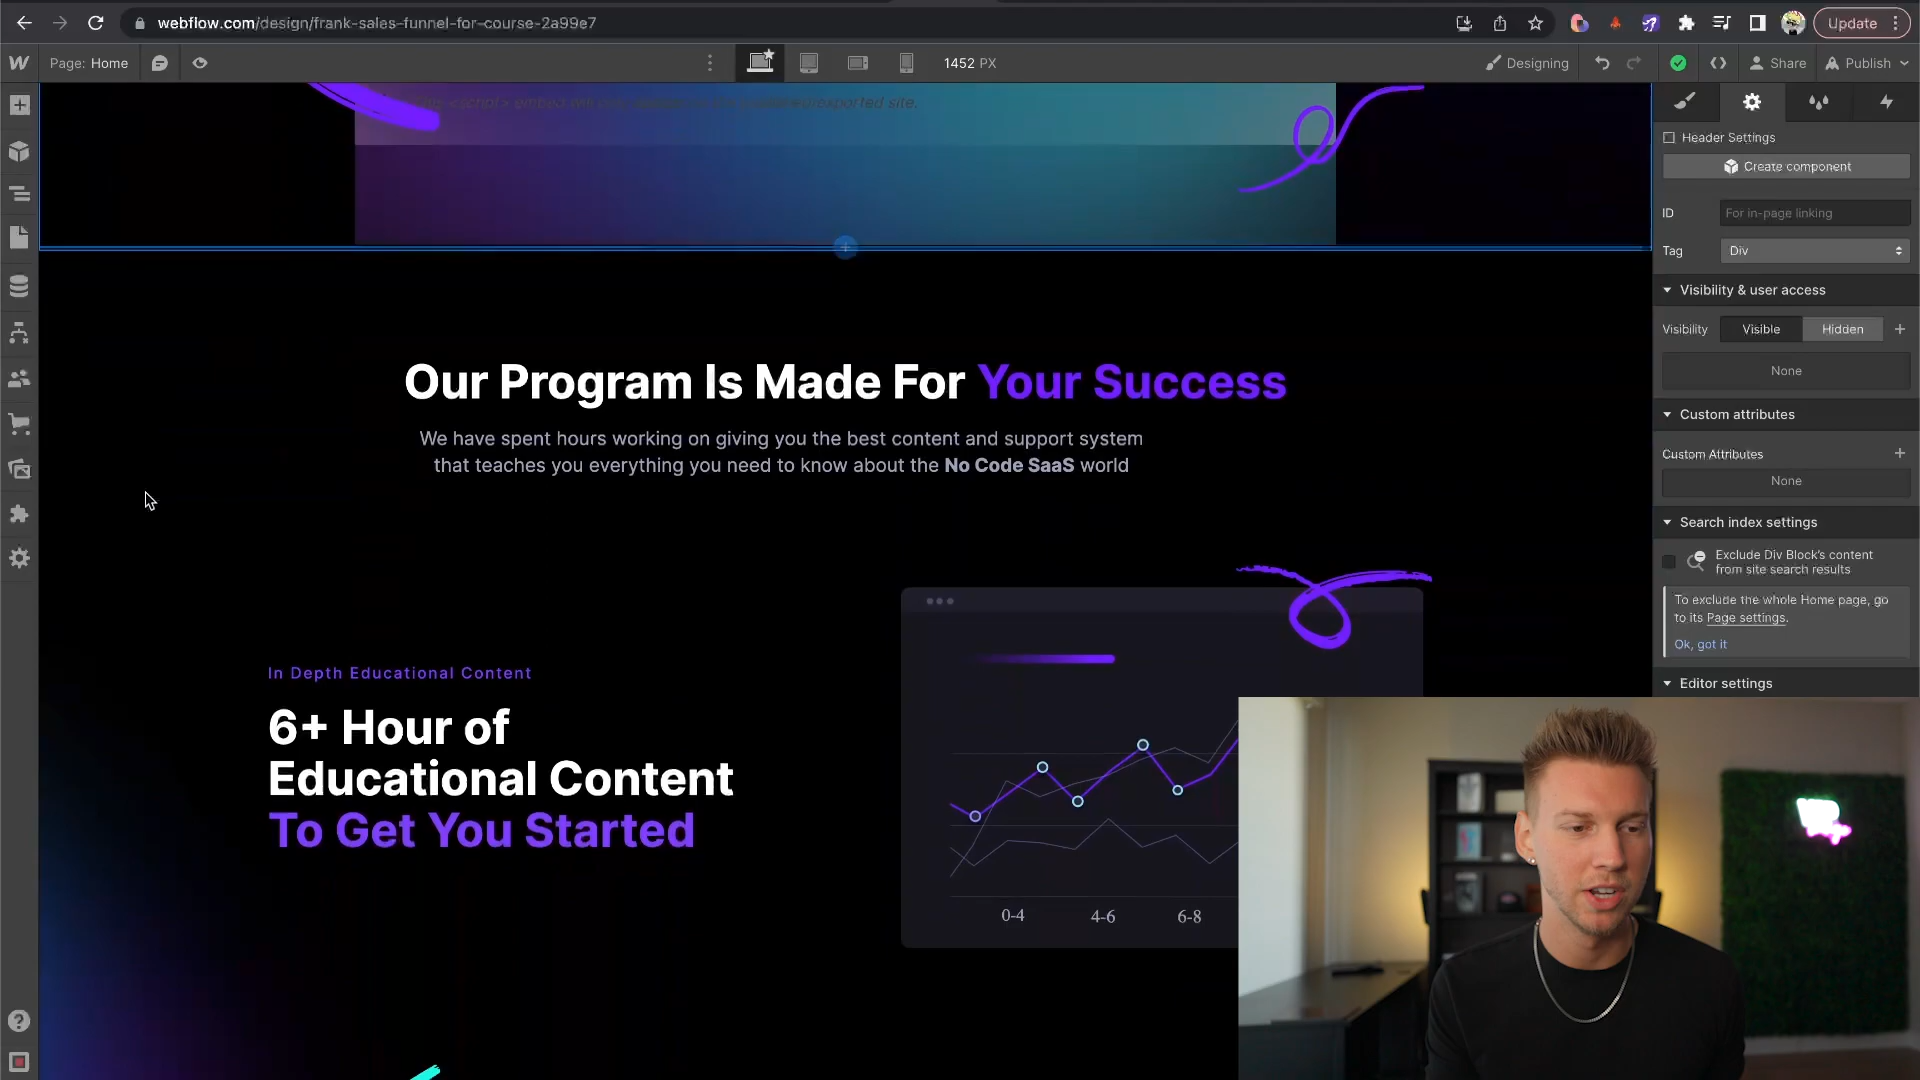 webflow.com/design/frank-sales-funnel-for-course-2a99e7
Update
Page: Home
1452 PX
Designing
Share
Publish
<script> embed
site.
Header Settings
Create component
ID
For in-page linking
Tag
Div
Visibility & user access
Visibility
Visible
Hidden
None
Custom attributes
Custom Attributes
None
Search index settings
Exclude Div Block's content
from site search results
To exclude the whole Home page, go
to its Page settings.
Ok, got it
Editor settings
Our Program Is Made For Your Success
We have spent hours working on giving you the best content and support system
that teaches you everything you need to know about the No Code SaaS world
In Depth Educational Content
6+ Hour of
Educational Content
To Get You Started
0-4
4-6
6-8